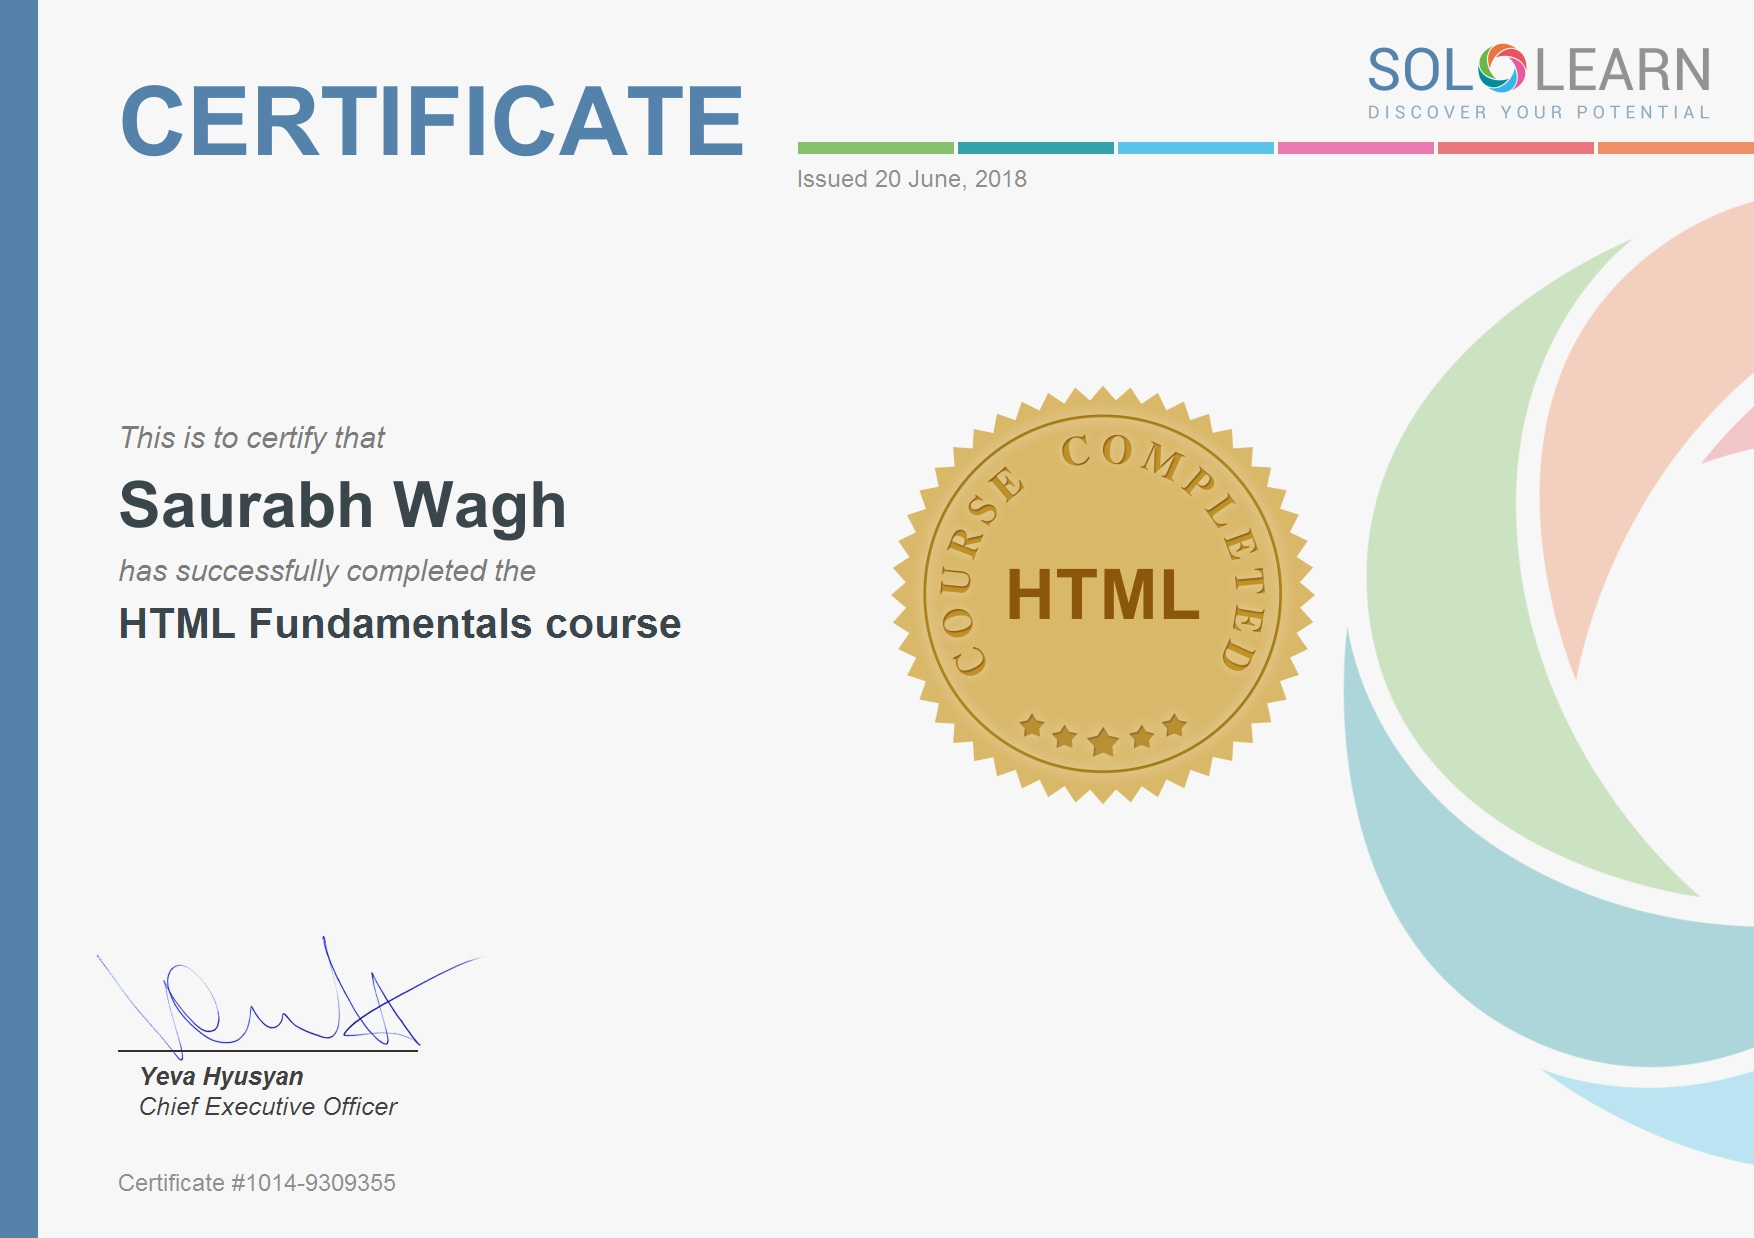 CERTIFICATE
SOLOLEARN
DISCOVER YOUR POTENTIAL
Issued 20 June, 2018
This is to certify that
Saurabh Wagh
has successfully completed the
HTML Fundamentals course
COURSE COMPLETED
HTML
Yeva Hyusyan
Chief Executive Officer
Certificate #1014-9309355